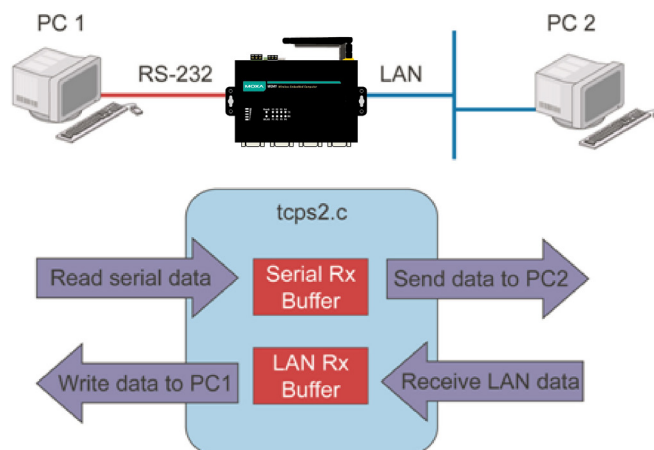 PC 1
PC 2
RS-232
LAN
MOXA
tcps2.c
Read serial data
Serial Rx
Buffer
Send data to PC2
Write data to PC1
LAN Rx
Buffer
Receive LAN data